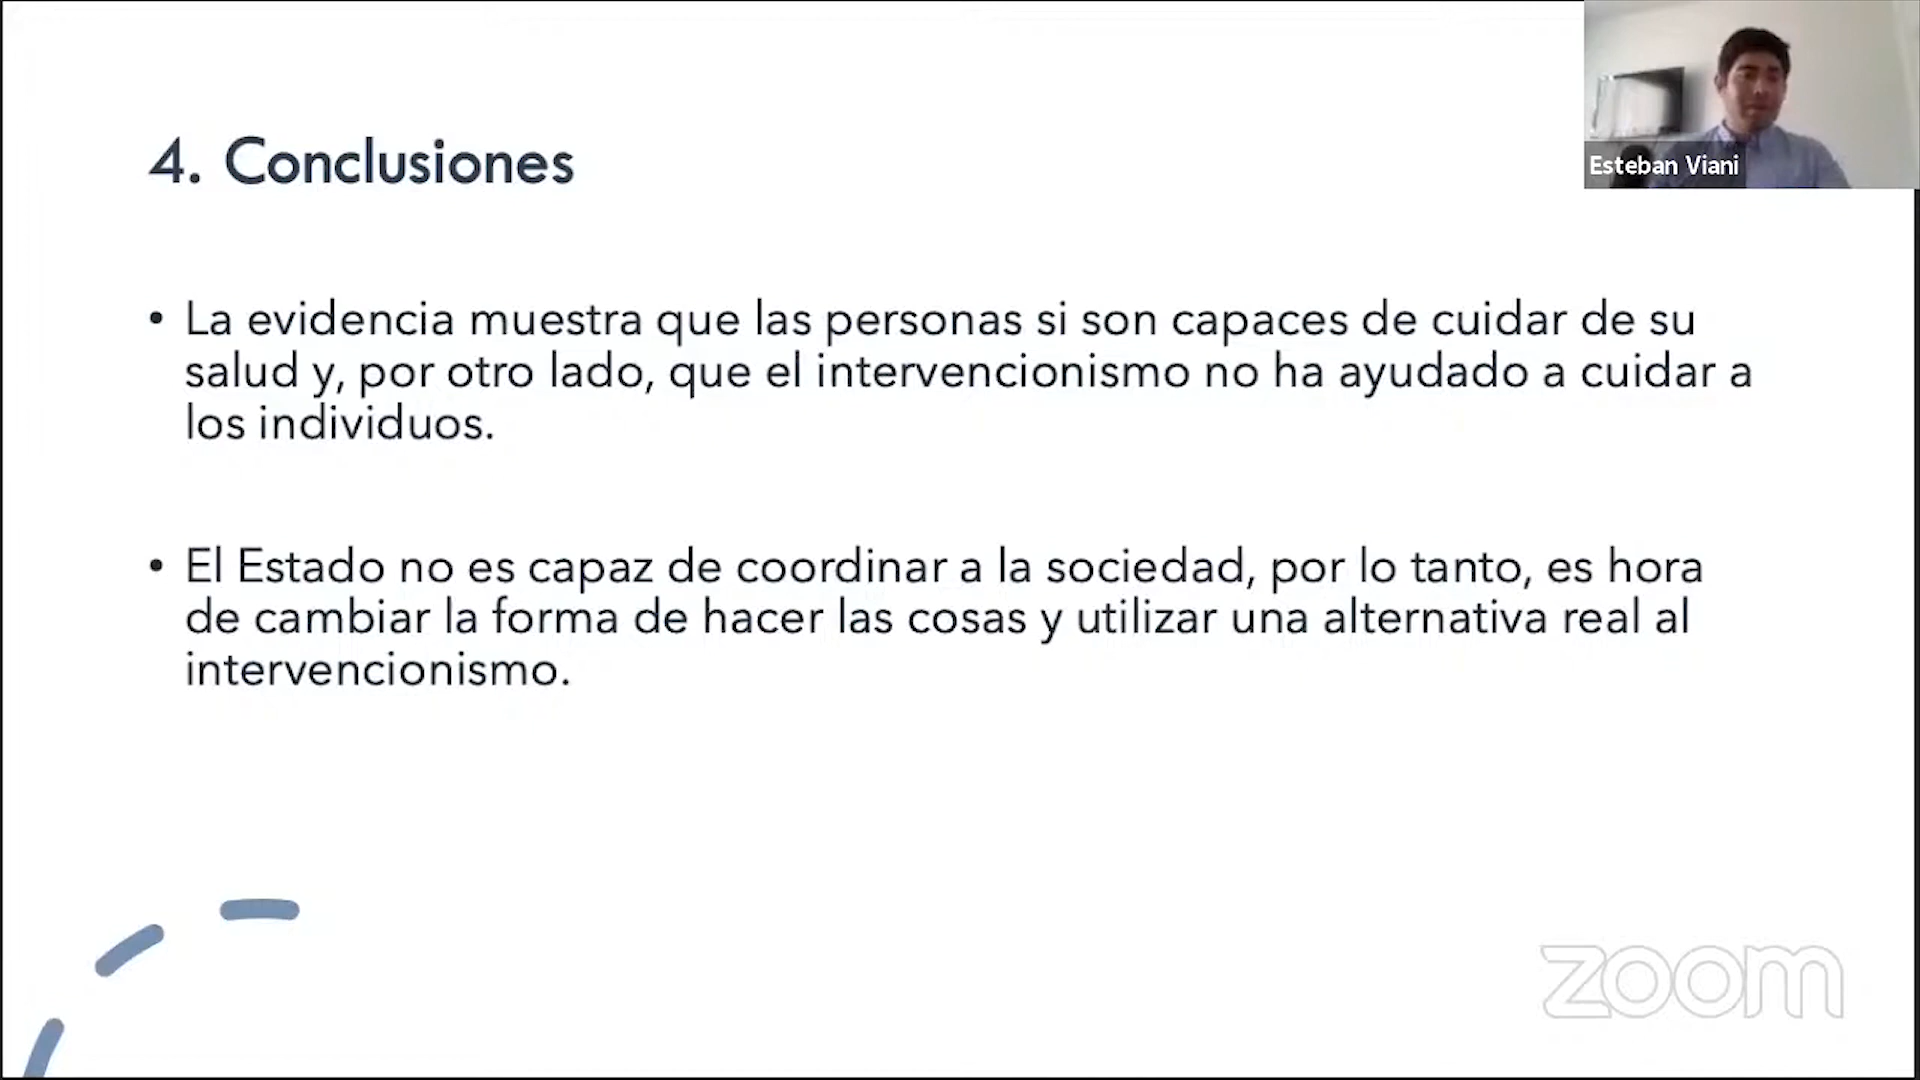 Esteban Viani
4. Conclusiones
• La evidencia muestra que las personas si son capaces de cuidar de su
salud y, por otro lado, que el intervencionismo no ha ayudado a cuidar a
los individuos.
• El Estado no es capaz de coordinar a la sociedad, por lo tanto, es hora
de cambiar la forma de hacer las cosas y utilizar una alternativa real al
intervencionismo.
zoom